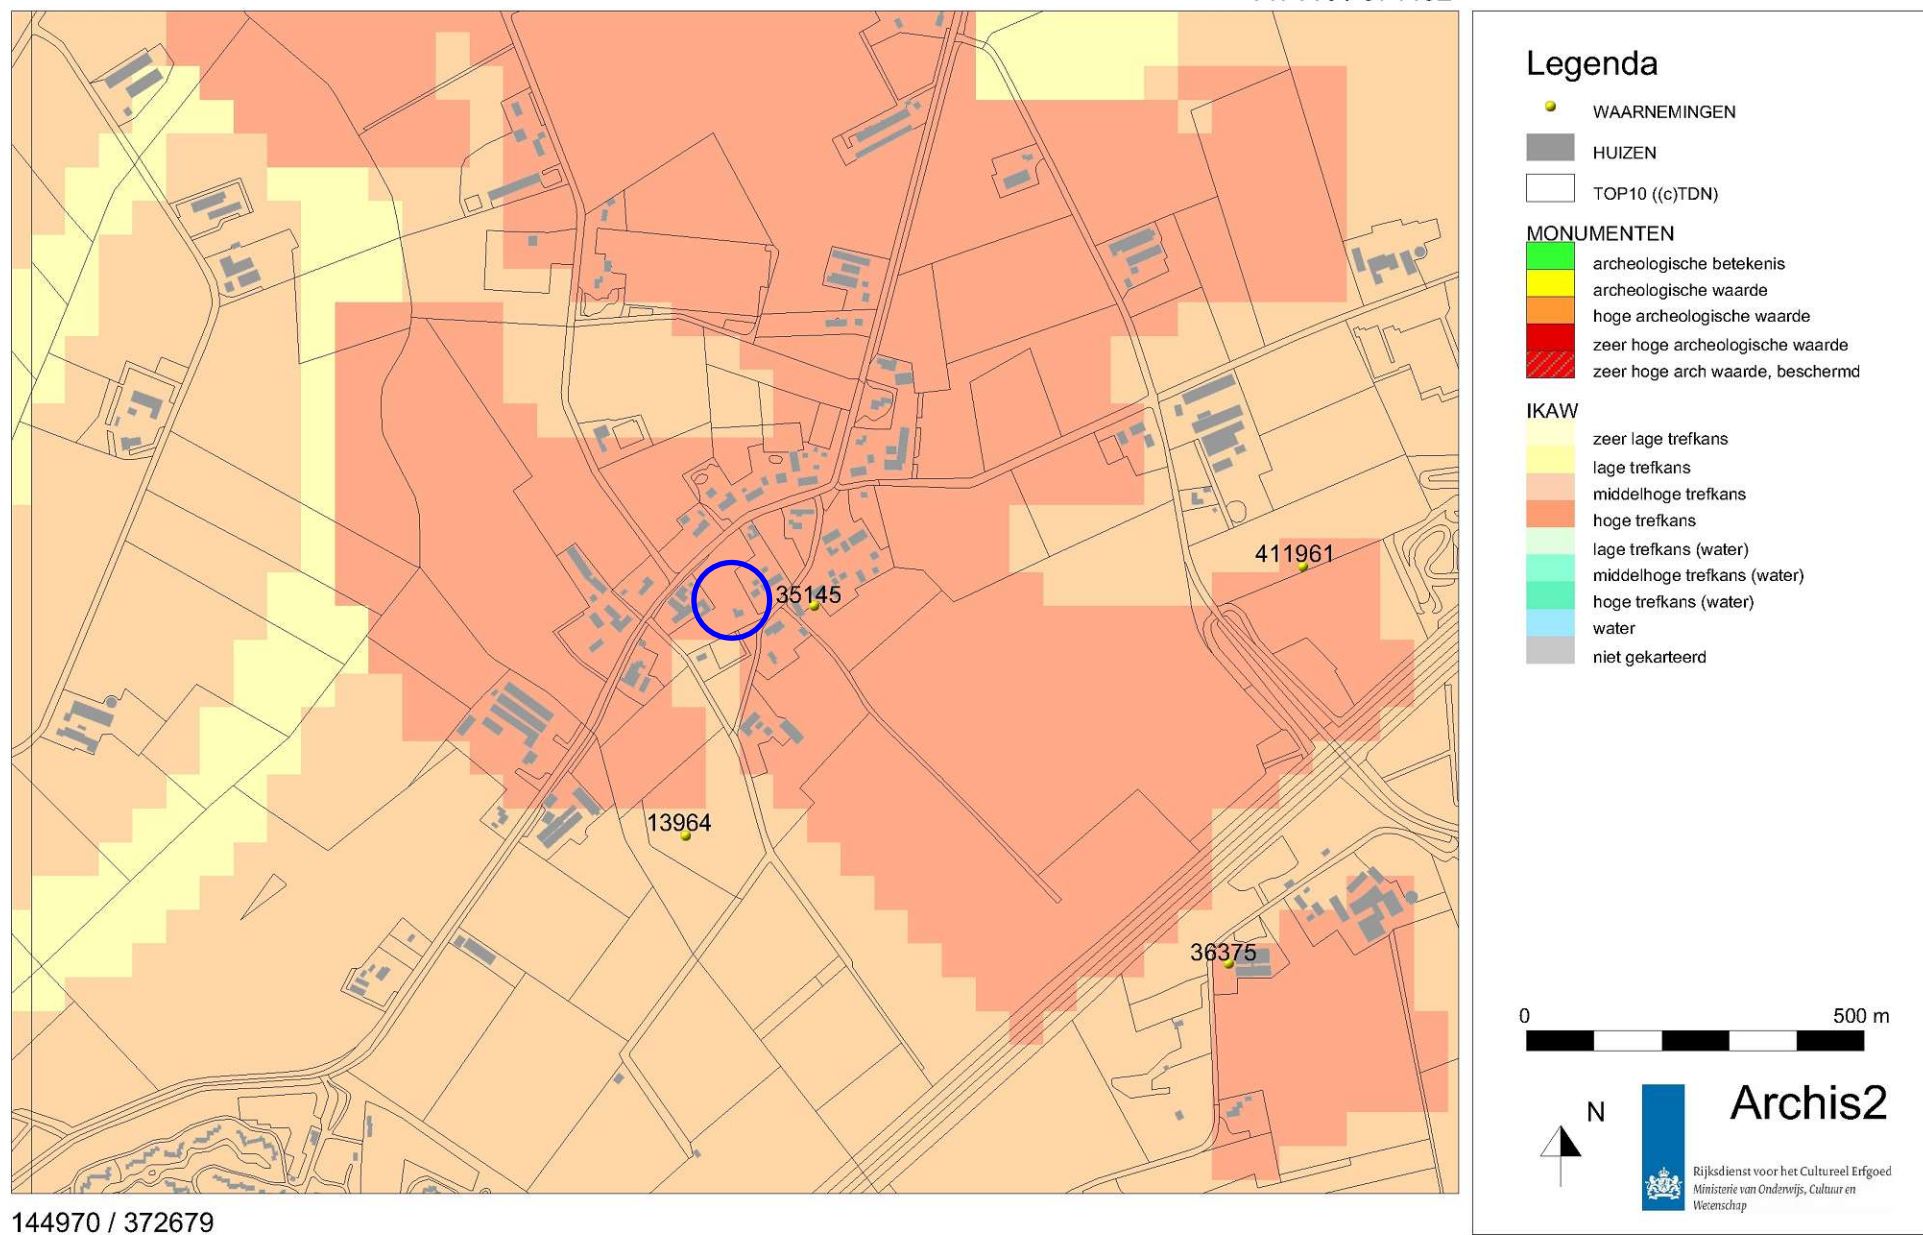 Legenda
WAARNEMINGEN
HUIZEN
TOP10 ((c)TDN)
MONUMENTEN
archeologische betekenis
archeologische waarde
hoge archeologische waarde
zeer hoge archeologische waarde
zeer hoge arch waarde, beschermd
IKAW
zeer lage trefkans
lage trefkans
middelhoge trefkans
hoge trefkans
lage trefkans (water)
middelhoge trefkans (water)
hoge trefkans (water)
water
niet gekarteerd
411961
35145
13964
36375
0 500 m
N
Archis2
Rijksdienst voor het Cultureel Erfgoed
Ministerie van Onderwijs, Cultuur en
Wetenschap
144970 / 372679